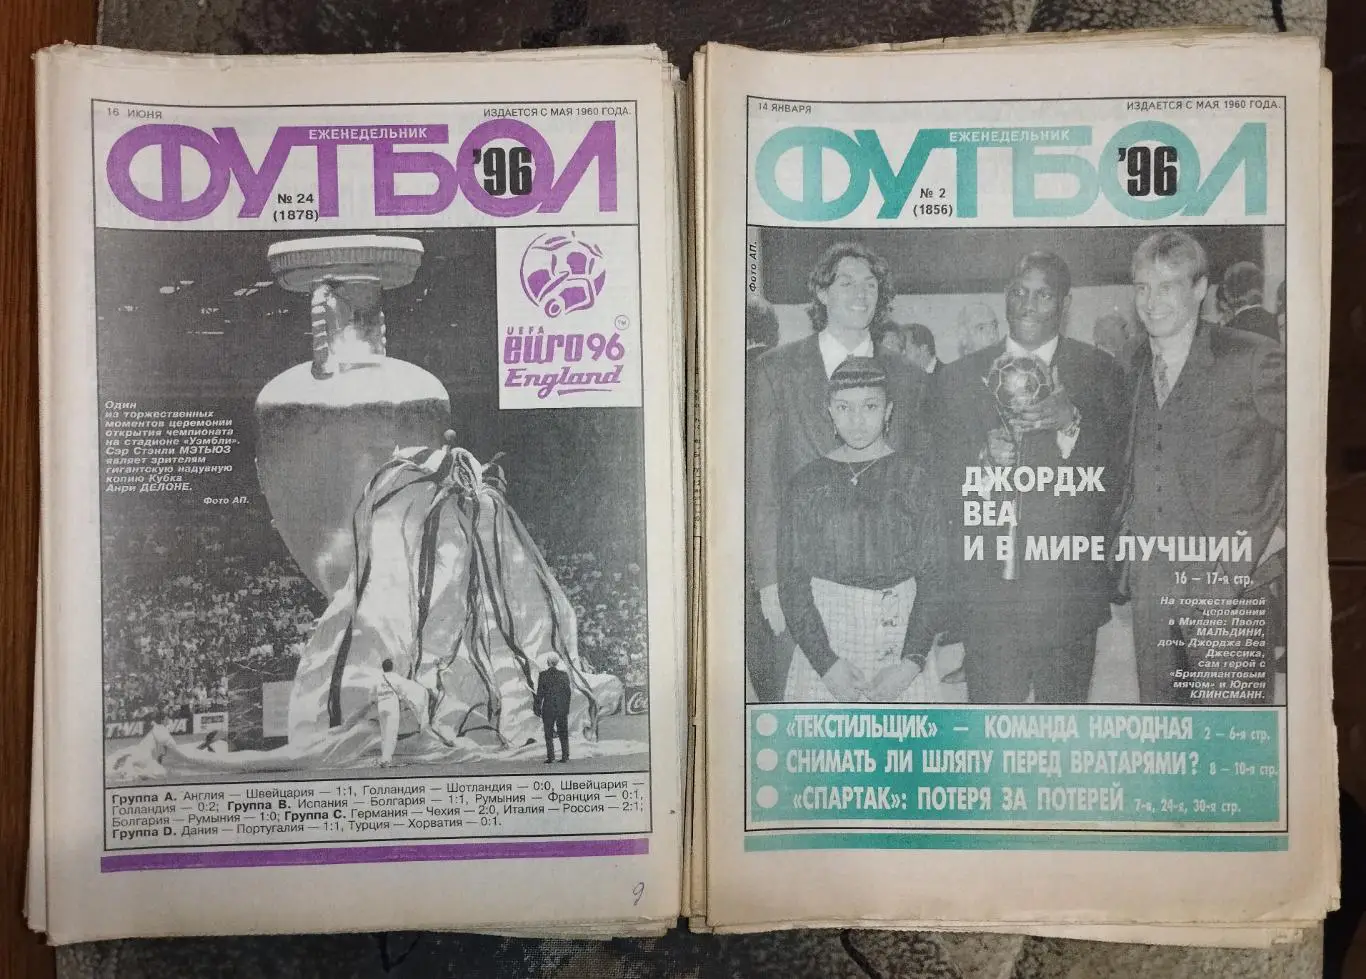 16 ИЮНЯ
ИЗДАЕТСЯ С МАЯ 1960 ГОДА.
ЕЖЕНЕДЕЛЬНИК
ФУТБОЛ
'96
№ 24
(1878)
UEFA
TM
euro96
England
Один
из торжественных
моментов церемонии
открытия чемпионата
на стадионе «Уэмбли».
Сэр Стэнли МЭТЬЮЗ
являет зрителям
гигантскую надувную
копию Кубка
Анри ДЕЛОНЕ.
Фото АП.
Группа А. Англия — Швейцария — 1:1, Голландия — Шотландия — 0:0, Швейцария —
Голландия — 0:2; Группа В. Испания — Болгария — 1:1, Румыния — Франция — 0:1,
Болгария — Румыния — 1:0; Группа С. Германия — Чехия — 2:0, Италия — Россия — 2:1;
Группа D. Дания — Португалия — 1:1, Турция — Хорватия — 0:1.
14 ЯНВАРЯ
ИЗДАЕТСЯ С МАЯ 1960 ГОДА.
ЕЖЕНЕДЕЛЬНИК
ФУТБОЛ
'96
№ 2
(1856)
Фото АП.
ДЖОРДЖ
ВЕА
И В МИРЕ ЛУЧШИЙ
16 – 17-я стр.
На торжественной
церемонии
в Милане: Паоло
МАЛЬДИНИ,
дочь Джорджа Веа
Джессика,
сам герой с
«Бриллиантовым
мячом» и Юрген
КЛИНСМАНН.
«ТЕКСТИЛЬЩИК» – КОМАНДА НАРОДНАЯ 2 – 6-я стр.
СНИМАТЬ ЛИ ШЛЯПУ ПЕРЕД ВРАТАРЯМИ? 8 – 10-я стр.
«СПАРТАК»: ПОТЕРЯ ЗА ПОТЕРЕЙ 7-я, 24-я, 30-я стр.